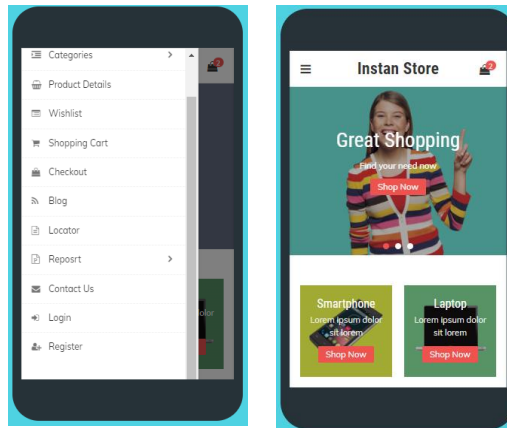 Categories
Product Details
Wishlist
Shopping Cart
Checkout
Blog
Locator
Reposrt
Contact Us
Login
Register
2
olor
Instan Store
2
Great Shopping
Find your need now
Shop Now
Smartphone
Lorem ipsum dolor
sit lorem
Shop Now
Laptop
Lorem ipsum dolor
sit lorem
Shop Now